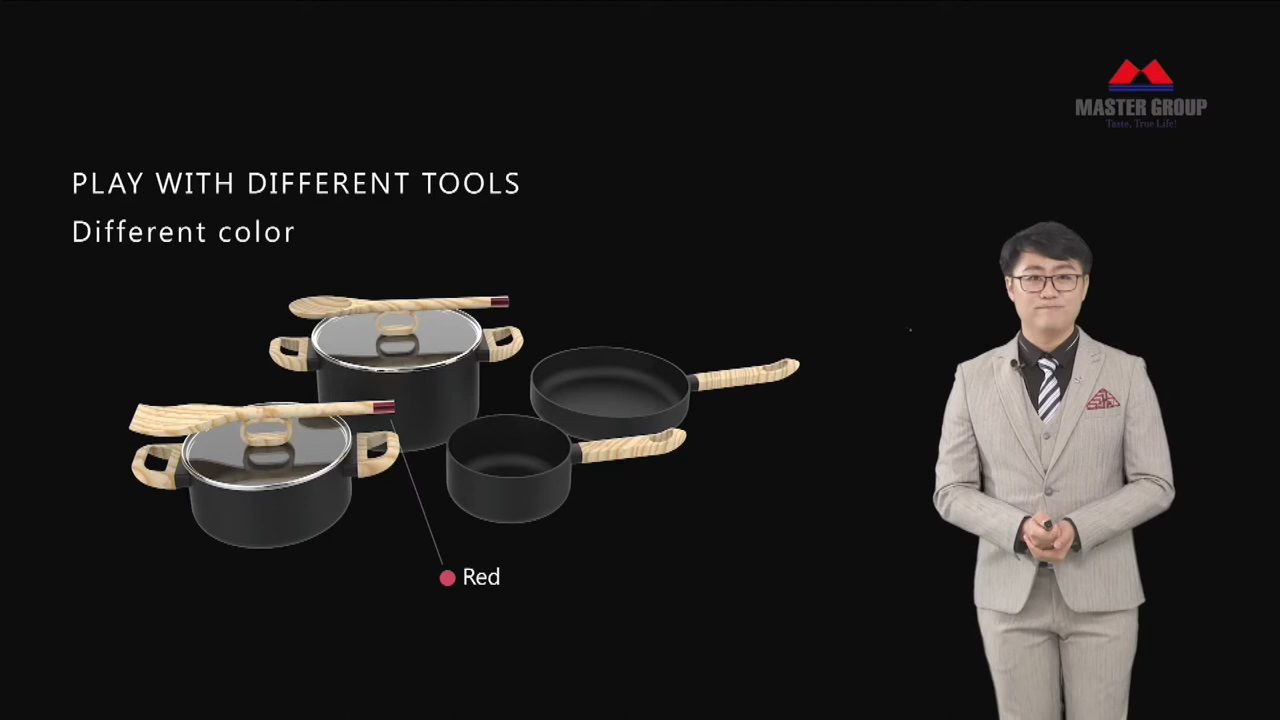 MASTER GROUP
Taste, True Life!
PLAY WITH DIFFERENT TOOLS
Different color
Red